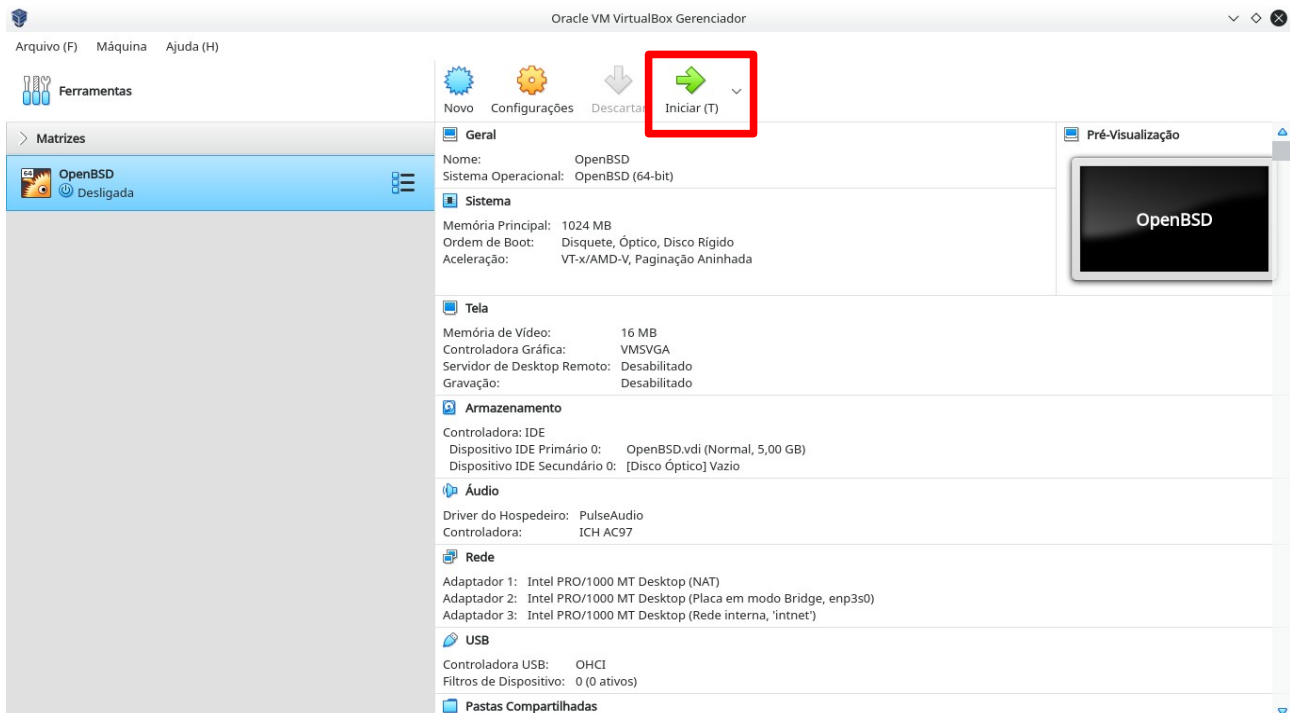 Oracle VM VirtualBox Gerenciador
Arquivo (F) Máquina Ajuda (H)
Ferramentas
Novo Configurações Descartar Iniciar (T)
Matrizes
64
OpenBSD
Desligada
Geral
Nome: OpenBSD
Sistema Operacional: OpenBSD (64-bit)
Sistema
Memória Principal: 1024 MB
Ordem de Boot: Disquete, Óptico, Disco Rígido
Aceleração: VT-x/AMD-V, Paginação Aninhada
Pré-Visualização
OpenBSD
Tela
Memória de Vídeo: 16 MB
Controladora Gráfica: VMSVGA
Servidor de Desktop Remoto: Desabilitado
Gravação: Desabilitado
Armazenamento
Controladora: IDE
Dispositivo IDE Primário 0: OpenBSD.vdi (Normal, 5,00 GB)
Dispositivo IDE Secundário 0: [Disco Óptico] Vazio
Áudio
Driver do Hospedeiro: PulseAudio
Controladora: ICH AC97
Rede
Adaptador 1: Intel PRO/1000 MT Desktop (NAT)
Adaptador 2: Intel PRO/1000 MT Desktop (Placa em modo Bridge, enp3s0)
Adaptador 3: Intel PRO/1000 MT Desktop (Rede interna, 'intnet')
USB
Controladora USB: OHCI
Filtros de Dispositivo: 0 (0 ativos)
Pastas Compartilhadas